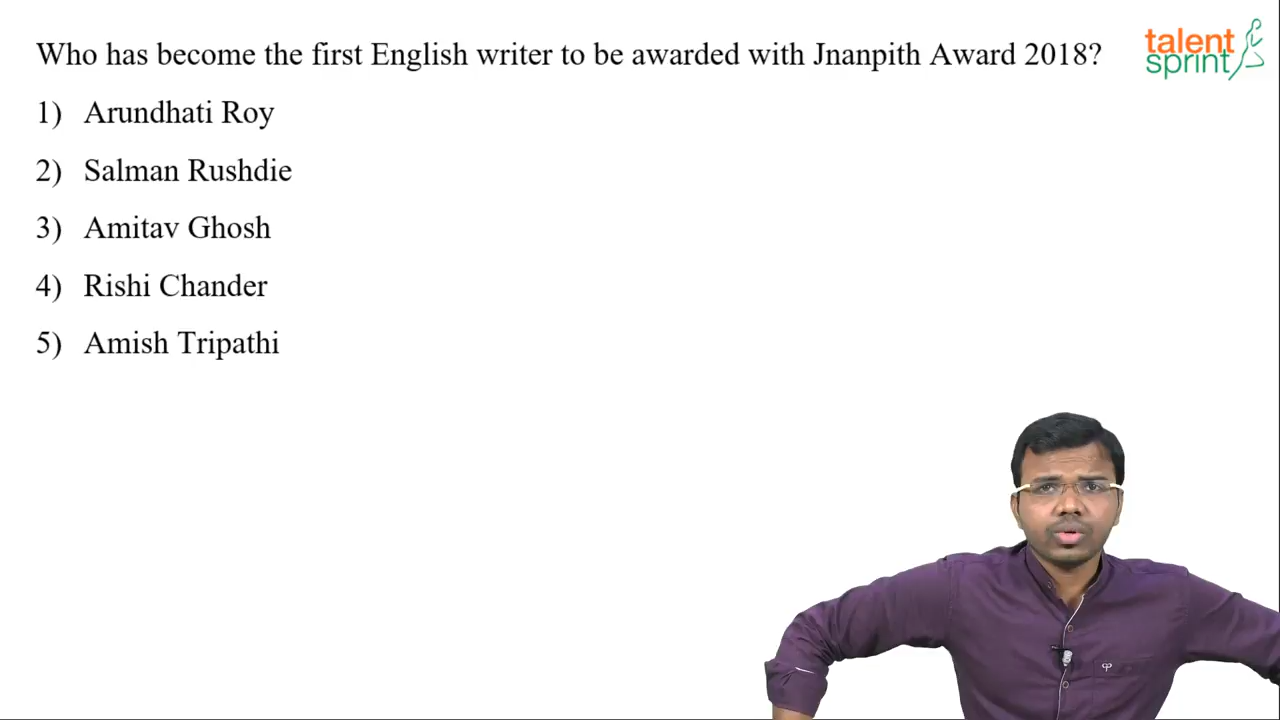 Who has become the first English writer to be awarded with Jnanpith Award 2018?
talent
sprint
1) Arundhati Roy
2) Salman Rushdie
3) Amitav Ghosh
4) Rishi Chander
5) Amish Tripathi